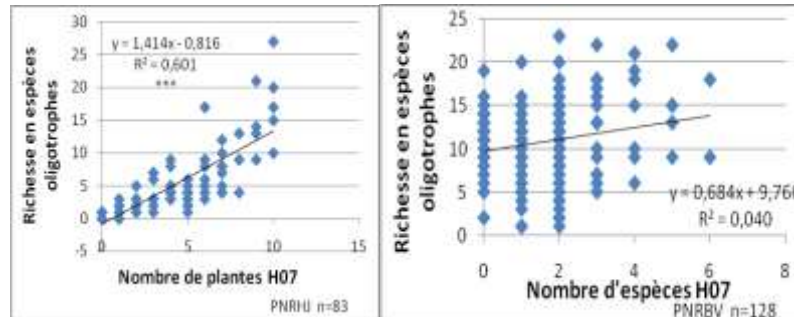 Richesse en espèces
oligotrophes
30
25
20
15
10
5
0
-5
y = 1,414x - 0,816
R² = 0,601
***
0
5
10
15
Nombre de plantes H07
PNRHJ n=83
Richesse en espèces
oligotrophes
25
20
15
10
5
0
y = 0,684x + 9,766
R² = 0,040
0
2
4
6
8
Nombre d'espèces H07
PNRBV n=128